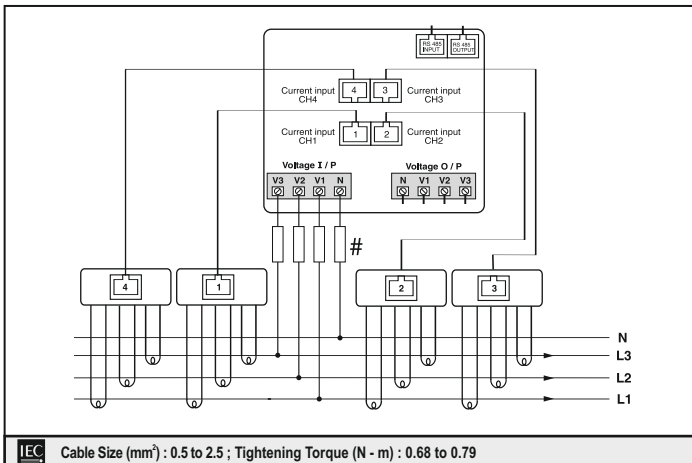 RS 485
INPUT
RS 485
OUTPUT
Current input
CH4
4
3
Current input
CH3
Current input
CH1
1
2
Current input
CH2
Voltage I / P
V3 V2 V1 N
Voltage O / P
N V1 V2 V3
#
4
1
2
3
N
L3
L2
L1
IEC
Cable Size (mm²) : 0.5 to 2.5 ; Tightening Torque (N - m) : 0.68 to 0.79